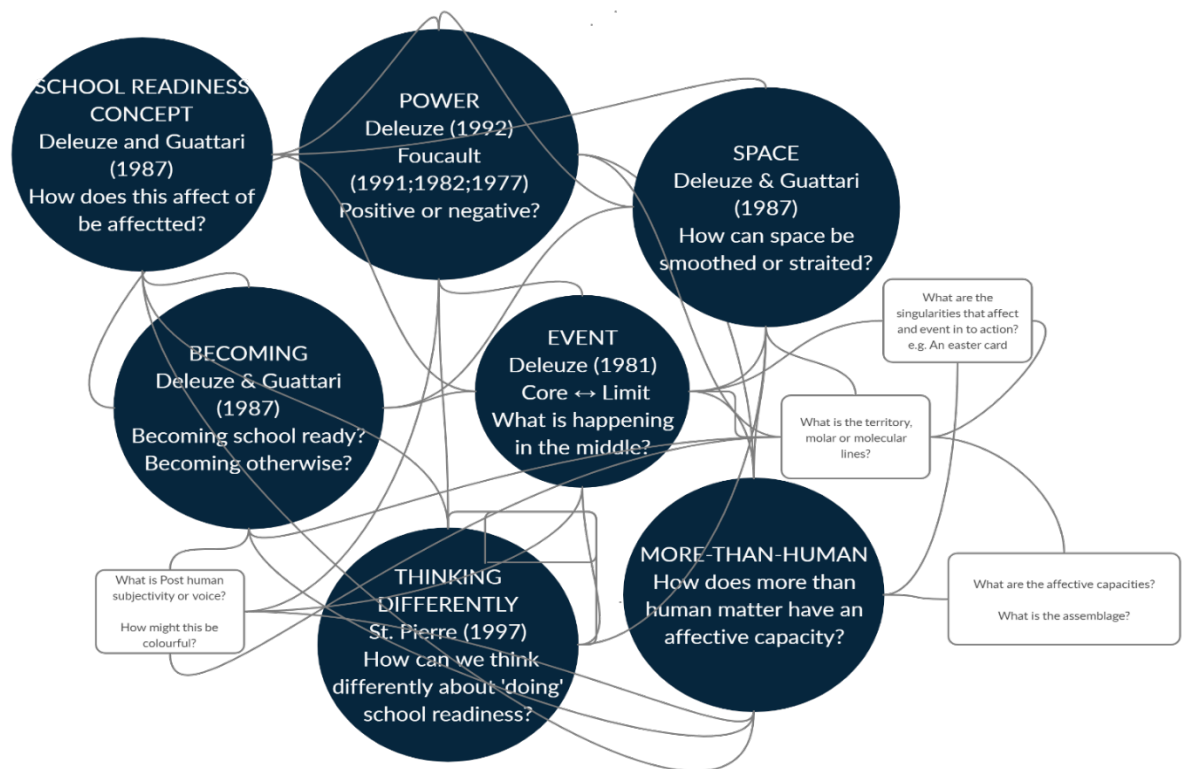 SCHOOL READINESS
CONCEPT
Deleuze and Guattari
(1987)
How does this affect of
be affectted?
POWER
Deleuze (1992)
Foucault
(1991;1982;1977)
Positive or negative?
SPACE
Deleuze & Guattari
(1987)
How can space be
smoothed or straited?
BECOMING
Deleuze & Guattari
(1987)
Becoming school ready?
Becoming otherwise?
EVENT
Deleuze (1981)
Core ↔ Limit
What is happening
in the middle?
What are the
singularities that affect
and event in to action?
e.g. An easter card
What is the territory,
molar or molecular
lines?
What is Post human
subjectivity or voice?
How might this be
colourful?
THINKING
DIFFERENTLY
St. Pierre (1997)
How can we think
differently about 'doing'
school readiness?
MORE-THAN-HUMAN
How does more than
human matter have an
affective capacity?
What are the affective capacities?
What is the assemblage?